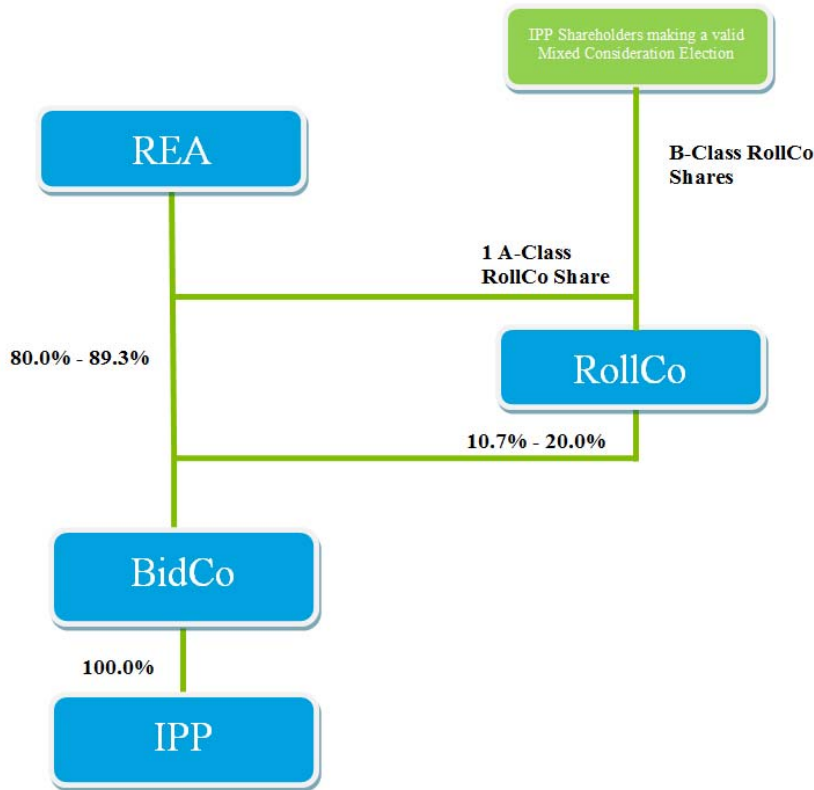 IPP Shareholders making a valid
Mixed Consideration Election
REA
B-Class RollCo
Shares
1 A-Class
RollCo Share
80.0% - 89.3%
RollCo
10.7% - 20.0%
BidCo
100.0%
IPP